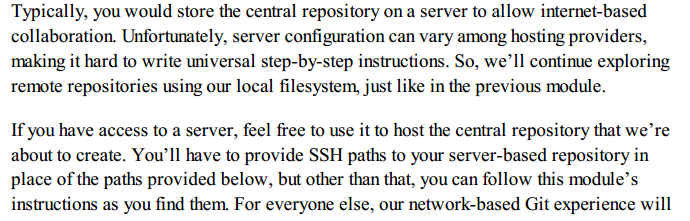 Typically, you would store the central repository on a server to allow internet-based
collaboration. Unfortunately, server configuration can vary among hosting providers,
making it hard to write universal step-by-step instructions. So, we’ll continue exploring
remote repositories using our local filesystem, just like in the previous module.
If you have access to a server, feel free to use it to host the central repository that we’re
about to create. You’ll have to provide SSH paths to your server-based repository in
place of the paths provided below, but other than that, you can follow this module’s
instructions as you find them. For everyone else, our network-based Git experience will